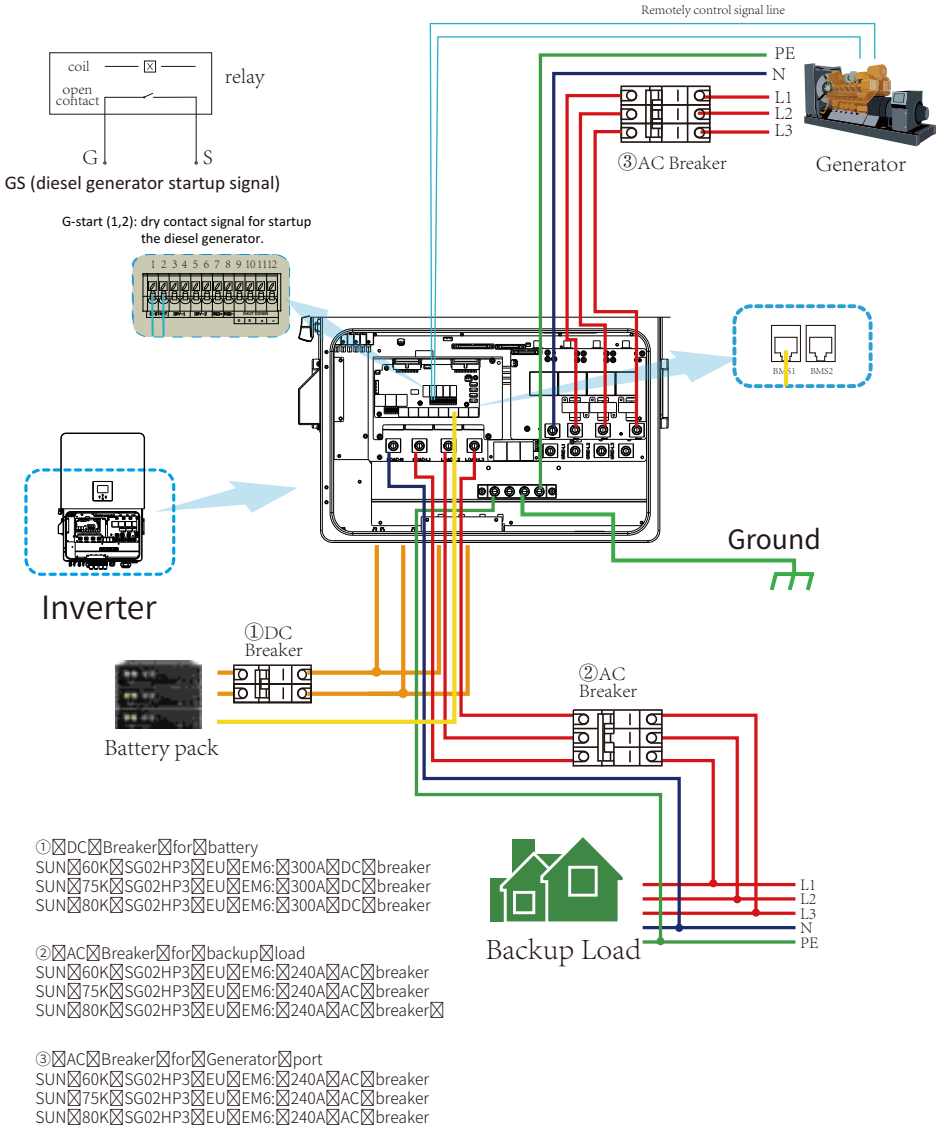 Remotely control signal line
PE
N
L1
L2
L3
③AC Breaker
Generator
coil
open
contact
relay
G
S
GS (diesel generator startup signal)
G-start (1,2): dry contact signal for startup
the diesel generator.
1 2 3 4 5 6 7 8 9 10 11 12
BMS1 BMS2
Ground
Inverter
①DC
Breaker
Battery pack
②AC
Breaker
①☒DC☒Breaker☒for☒battery
SUN☒60K☒SG02HP3☒EU☒EM6:☒300A☒DC☒breaker
SUN☒75K☒SG02HP3☒EU☒EM6:☒300A☒DC☒breaker
SUN☒80K☒SG02HP3☒EU☒EM6:☒300A☒DC☒breaker
②☒AC☒Breaker☒for☒backup☒load
SUN☒60K☒SG02HP3☒EU☒EM6:☒240A☒AC☒breaker
SUN☒75K☒SG02HP3☒EU☒EM6:☒240A☒AC☒breaker
SUN☒80K☒SG02HP3☒EU☒EM6:☒240A☒AC☒breaker☒
③☒AC☒Breaker☒for☒Generator☒port
SUN☒60K☒SG02HP3☒EU☒EM6:☒240A☒AC☒breaker
SUN☒75K☒SG02HP3☒EU☒EM6:☒240A☒AC☒breaker
SUN☒80K☒SG02HP3☒EU☒EM6:☒240A☒AC☒breaker
Backup Load
L1
L2
L3
N
PE